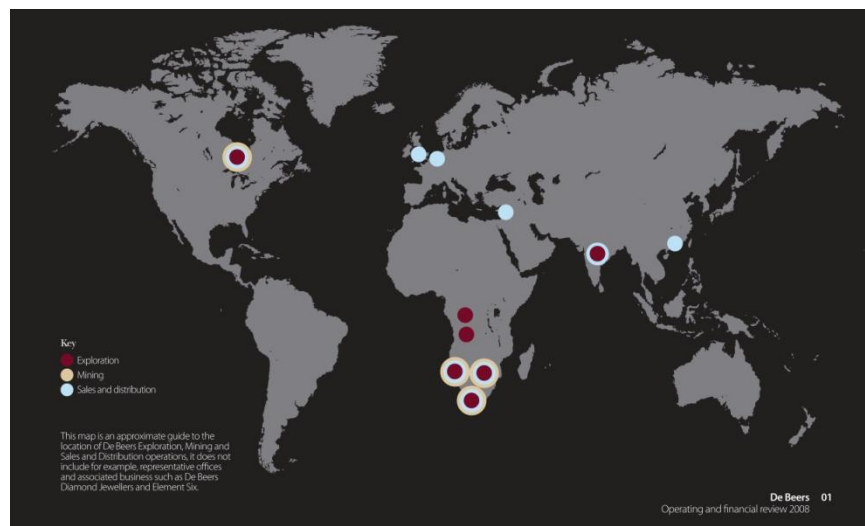 Key
Exploration
Mining
Sales and distribution
This map is an approximate guide to the
location of De Beers Exploration, Mining and
Sales and Distribution operations, it does not
include for example, representative offices
and associated business such as De Beers
Diamond Jewellers and Element Six.
De Beers 01
Operating and financial review 2008